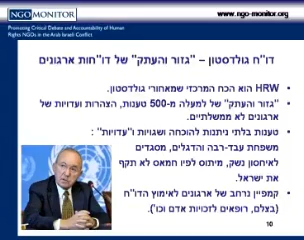 NGO MONITOR
www.ngo-monitor.org
Promoting Critical Debate and Accountability of Human
Rights NGOs in the Arab Israeli Conflict
דו"ח גולדסטון – "גזור והעתק" של דו"חות ארגונים
• HRW הוא הכח המרכזי שמאחורי גולדסטון.
• "גזור והעתק" של למעלה מ-500 טענות, הצהרות ועדויות של
ארגונים לא ממשלתיים.
• טענות בלתי ניתנות להוכחה ושגויות ו"עדויות" :
משפחת עבד-רבה והדגלים, מסגדים
לאיחסון נשק, מיתוס לפיו חמאס לא תקף
את ישראל.
• קמפיין נרחב של ארגונים לאימוץ הדו"ח
(בצלם, רופאים לזכויות אדם וכו').
10